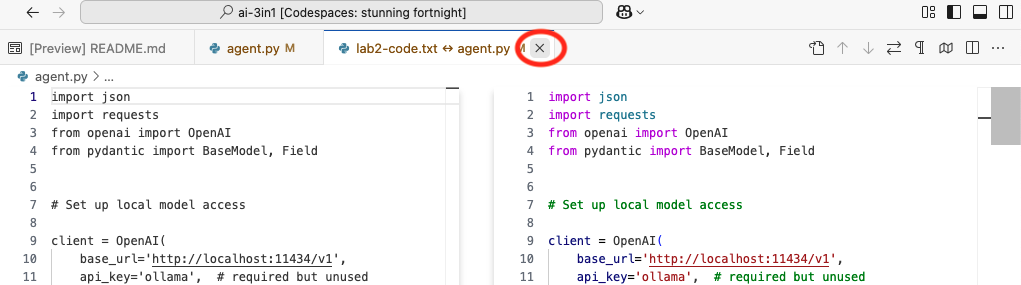 ai-3in1 [Codespaces: stunning fortnight]
[Preview] README.md
agent.py M
lab2-code.txt ↔ agent.py M
agent.py > ...
1 import json
2 import requests
3 from openai import OpenAI
4 from pydantic import BaseModel, Field
5
6
7 # Set up local model access
8
9 client = OpenAI(
10 base_url='http://localhost:11434/v1',
11 api_key='ollama', # required but unused
1 import json
2 import requests
3 from openai import OpenAI
4 from pydantic import BaseModel, Field
5
6
7 # Set up local model access
8
9 client = OpenAI(
10 base_url='http://localhost:11434/v1',
11 api_key='ollama', # required but unused